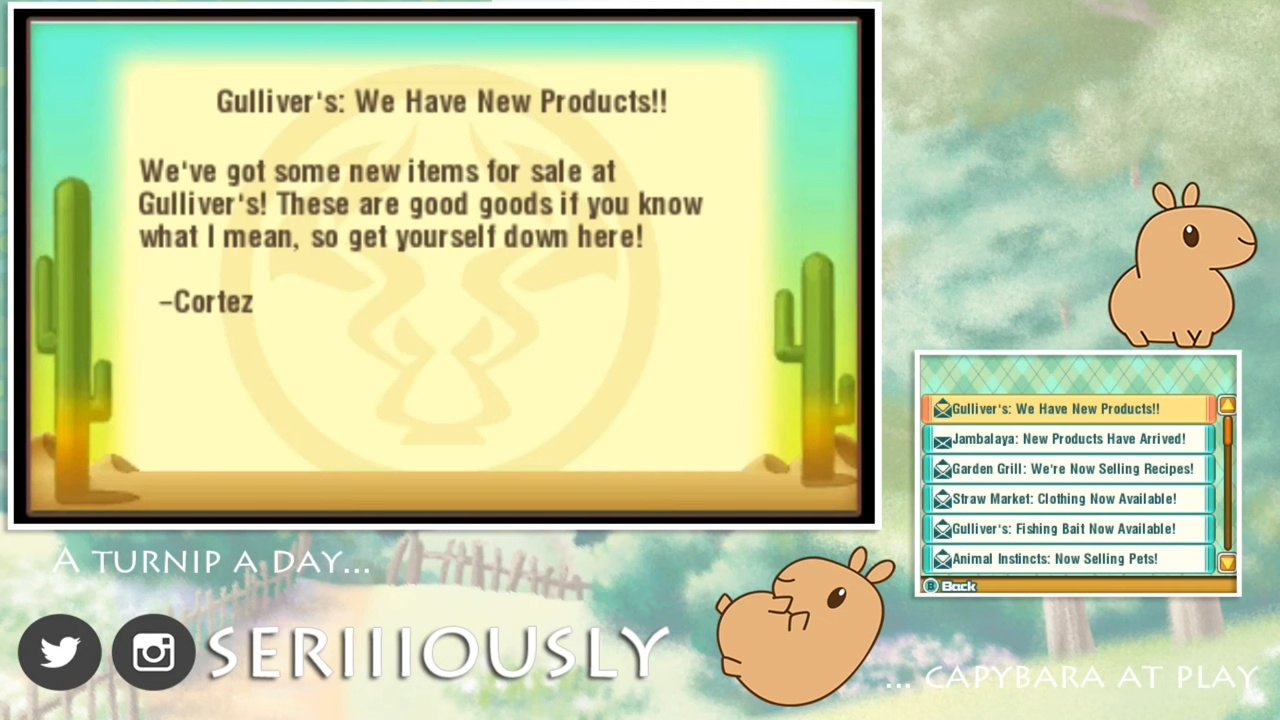 Gulliver's: We Have New Products!!
We've got some new items for sale at
Gulliver's! These are good goods if you know
what I mean, so get yourself down here!
-Cortez
Gulliver's: We Have New Products!!
Jambalaya: New Products Have Arrived!
Garden Grill: We're Now Selling Recipes!
Straw Market: Clothing Now Available!
Gulliver's: Fishing Bait Now Available!
Animal Instincts: Now Selling Pets!
B Back
A TURNIP A DAY...
SERIIIOUSLY
... CAPYBARA AT PLAY